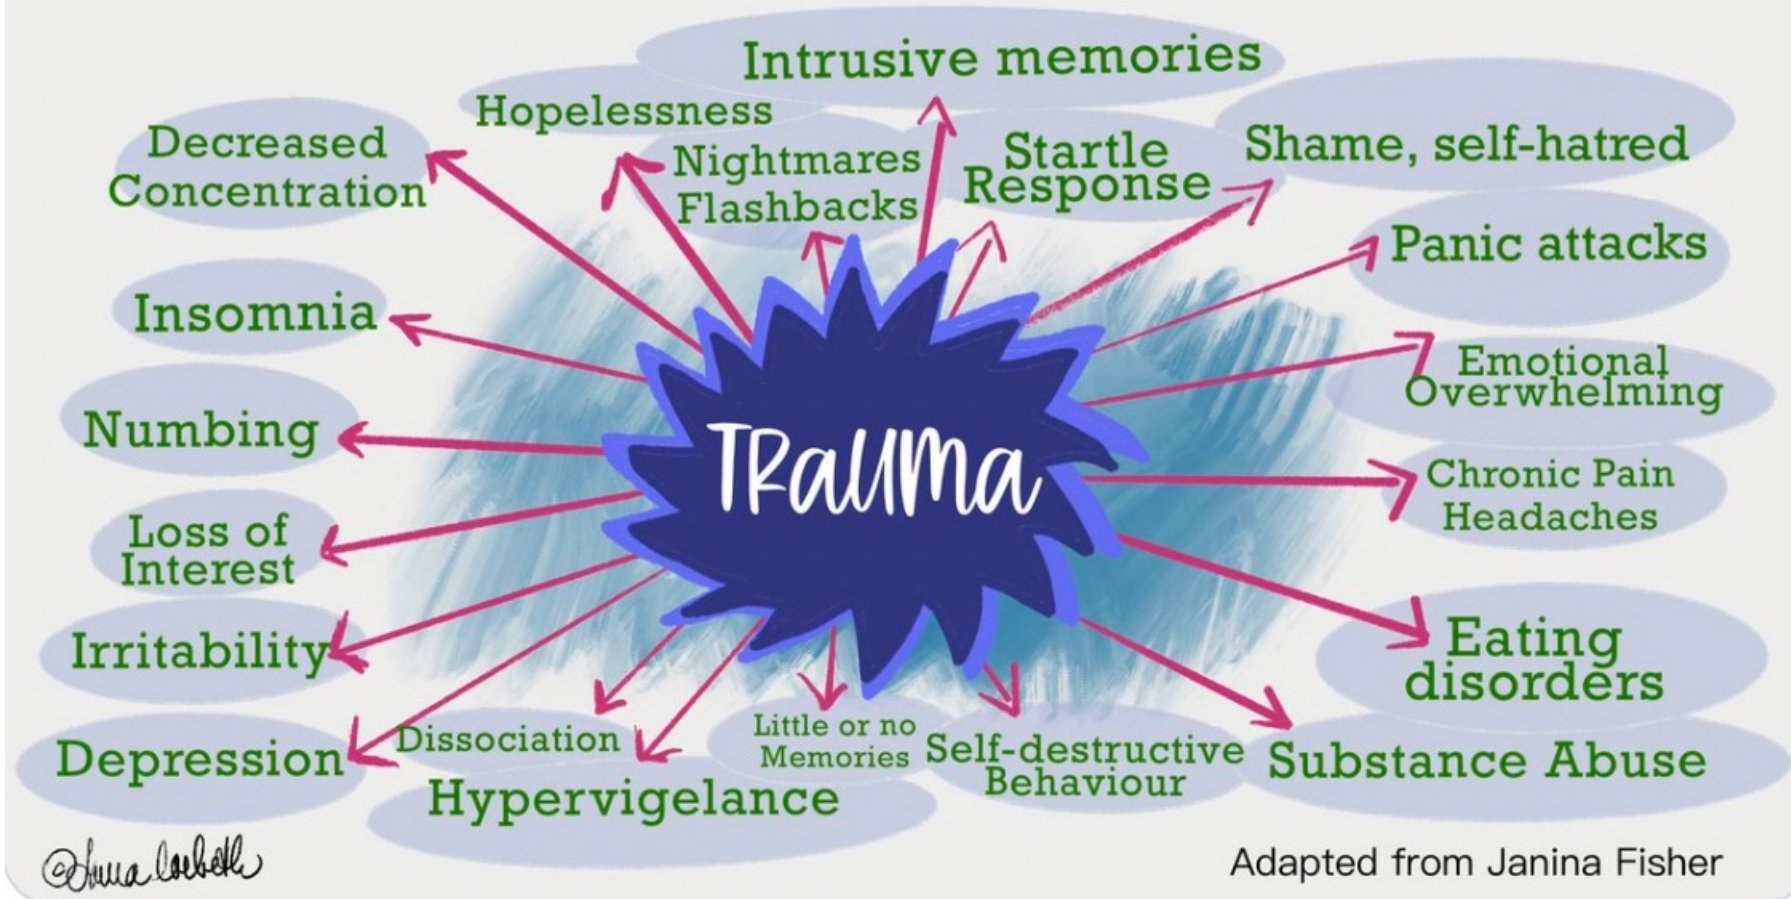 Intrusive memories
Hopelessness
Decreased
Concentration
Nightmares
Flashbacks
Startle
Response
Shame, self-hatred
Panic attacks
Insomnia
Emotional
Overwhelming
Numbing
TRAUMA
Chronic Pain
Headaches
Loss of
Interest
Irritability
Eating
disorders
Depression
Dissociation
Hypervigelance
Little or no
Memories
Self-destructive
Behaviour
Substance Abuse
Adapted from Janina Fisher